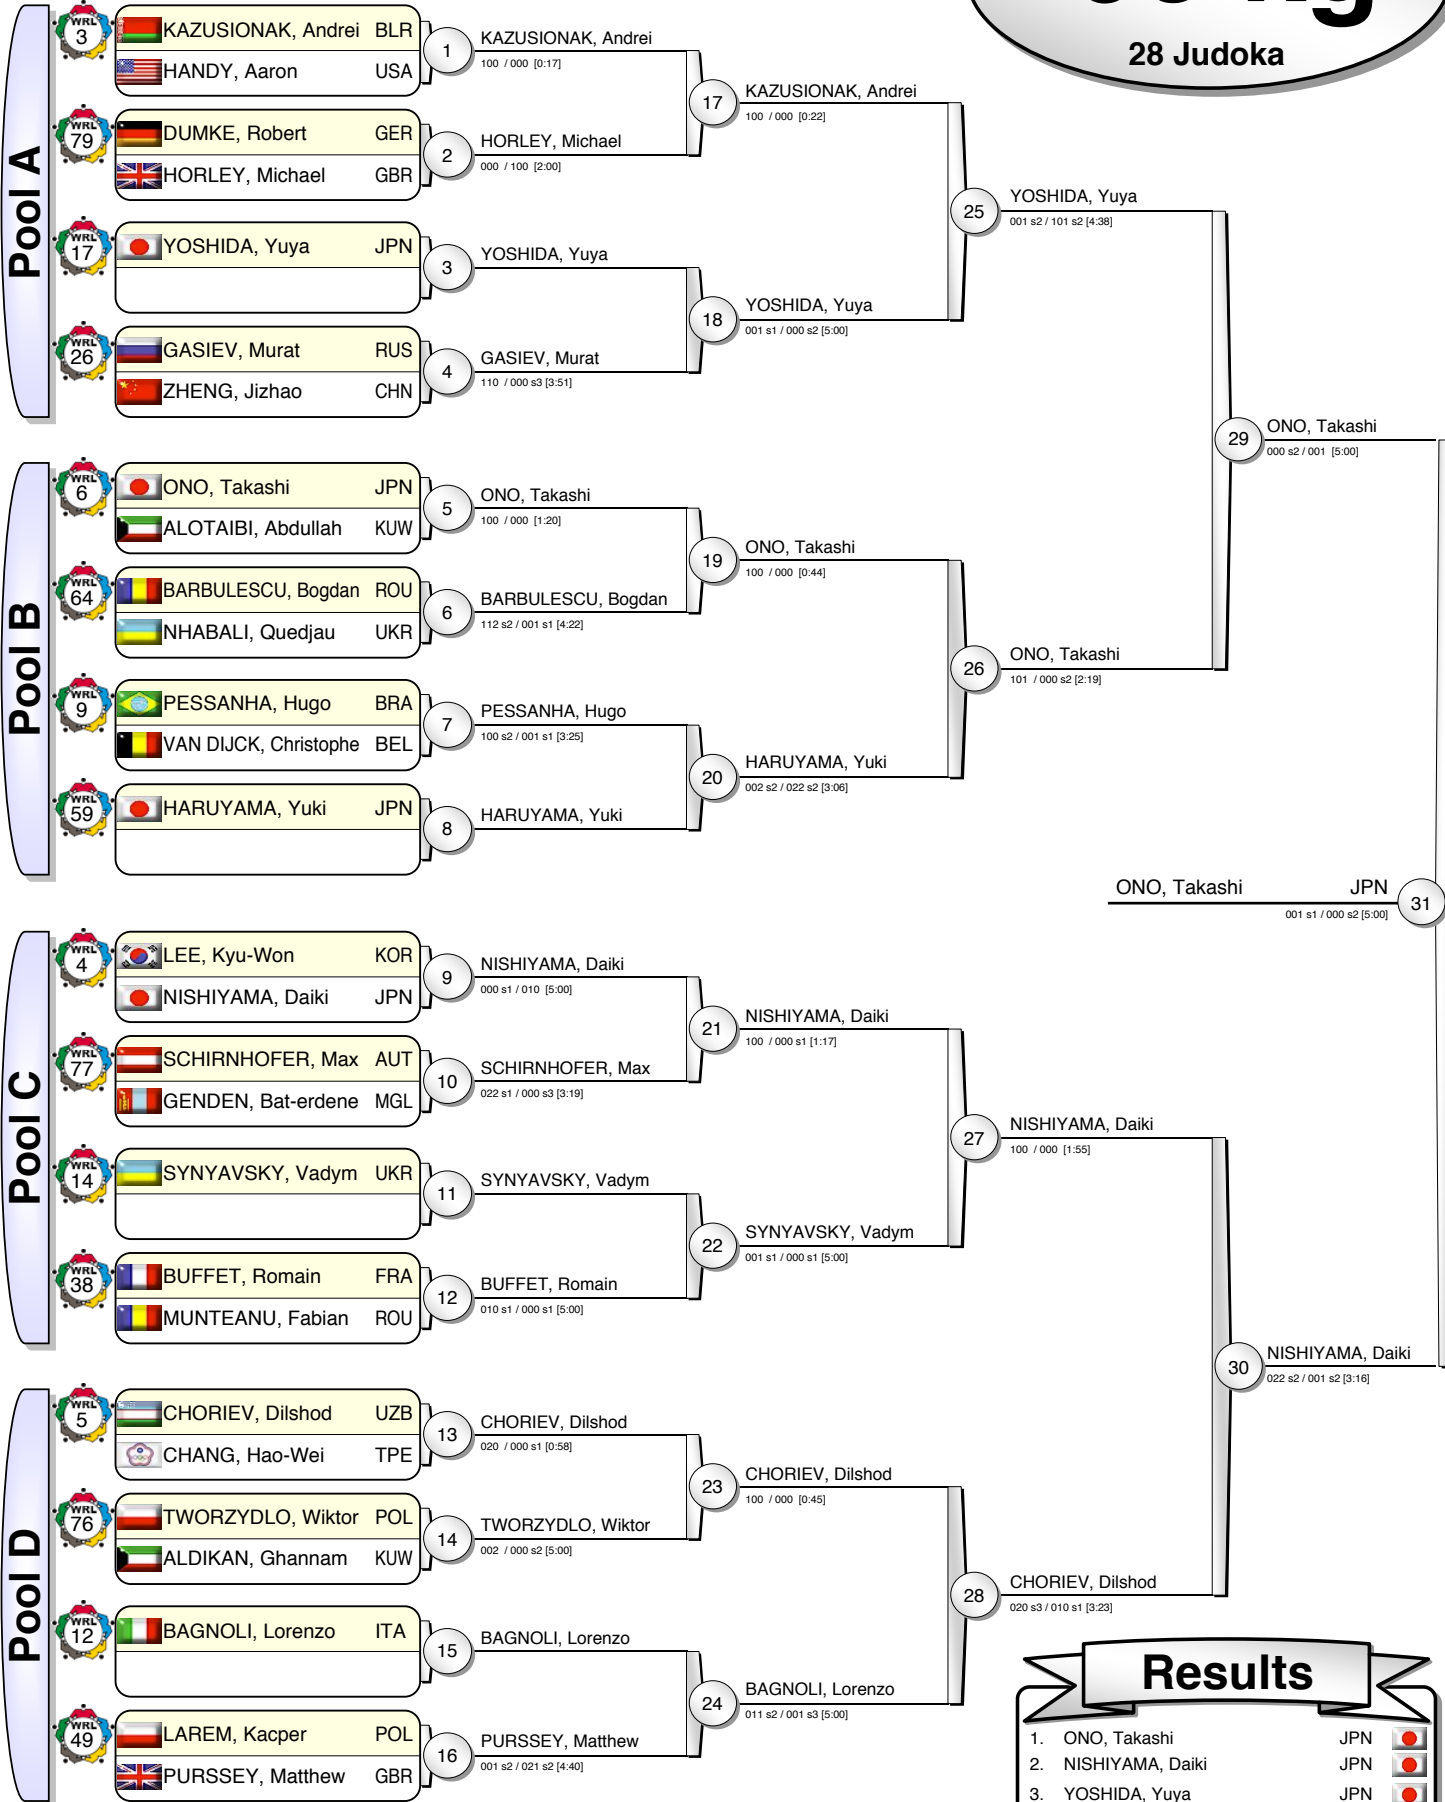 28 Judoka
Pool A
WRL 3
KAZUSIONAK, Andrei BLR
HANDY, Aaron USA
1
KAZUSIONAK, Andrei
100 / 000 [0:17]
WRL 79
DUMKE, Robert GER
HORLEY, Michael GBR
2
HORLEY, Michael
000 / 100 [2:00]
17
KAZUSIONAK, Andrei
100 / 000 [0:22]
WRL 17
YOSHIDA, Yuya JPN
3
YOSHIDA, Yuya
WRL 26
GASIEV, Murat RUS
ZHENG, Jizhao CHN
4
GASIEV, Murat
110 / 000 s3 [3:51]
18
YOSHIDA, Yuya
001 s1 / 000 s2 [5:00]
25
YOSHIDA, Yuya
001 s2 / 101 s2 [4:38]
Pool B
WRL 6
ONO, Takashi JPN
ALOTAIBI, Abdullah KUW
5
ONO, Takashi
100 / 000 [1:20]
WRL 64
BARBULESCU, Bogdan ROU
NHABALI, Quedjau UKR
6
BARBULESCU, Bogdan
112 s2 / 001 s1 [4:22]
19
ONO, Takashi
100 / 000 [0:44]
WRL 9
PESSANHA, Hugo BRA
VAN DIJCK, Christophe BEL
7
PESSANHA, Hugo
100 s2 / 001 s1 [3:25]
WRL 59
HARUYAMA, Yuki JPN
8
HARUYAMA, Yuki
20
HARUYAMA, Yuki
002 s2 / 022 s2 [3:06]
26
ONO, Takashi
101 / 000 s2 [2:19]
29
ONO, Takashi
000 s2 / 001 [5:00]
ONO, Takashi JPN
001 s1 / 000 s2 [5:00]
31
Pool C
WRL 4
LEE, Kyu-Won KOR
NISHIYAMA, Daiki JPN
9
NISHIYAMA, Daiki
000 s1 / 010 [5:00]
WRL 77
SCHIRNHOFER, Max AUT
GENDEN, Bat-erdene MGL
10
SCHIRNHOFER, Max
022 s1 / 000 s3 [3:19]
21
NISHIYAMA, Daiki
100 / 000 s1 [1:17]
WRL 14
SYNYAVSKY, Vadym UKR
11
SYNYAVSKY, Vadym
WRL 38
BUFFET, Romain FRA
MUNTEANU, Fabian ROU
12
BUFFET, Romain
010 s1 / 000 s1 [5:00]
22
SYNYAVSKY, Vadym
001 s1 / 000 s1 [5:00]
27
NISHIYAMA, Daiki
100 / 000 [1:55]
Pool D
WRL 5
CHORIEV, Dilshod UZB
CHANG, Hao-Wei TPE
13
CHORIEV, Dilshod
020 / 000 s1 [0:58]
WRL 76
TWORZYDLO, Wiktor POL
ALDIKAN, Ghannam KUW
14
TWORZYDLO, Wiktor
002 / 000 s2 [5:00]
23
CHORIEV, Dilshod
100 / 000 [0:45]
WRL 12
BAGNOLI, Lorenzo ITA
15
BAGNOLI, Lorenzo
WRL 49
LAREM, Kacper POL
PURSSEY, Matthew GBR
16
PURSSEY, Matthew
001 s2 / 021 s2 [4:40]
24
BAGNOLI, Lorenzo
011 s2 / 001 s3 [5:00]
28
CHORIEV, Dilshod
020 s3 / 010 s1 [3:23]
30
NISHIYAMA, Daiki
022 s2 / 001 s2 [3:16]
Results
1. ONO, Takashi JPN
2. NISHIYAMA, Daiki JPN
3. YOSHIDA, Yuya JPN